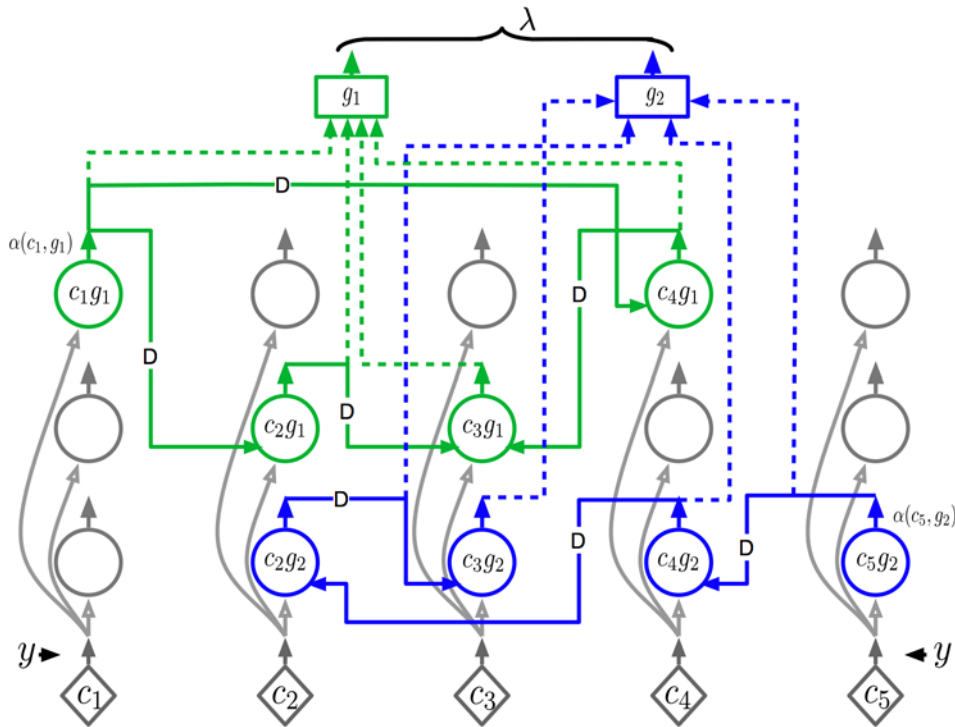 λ
g₁ g₂
D
α(c₁, g₁)
c₁g₁ D c₄g₁
D
c₂g₁ D c₃g₁
D D D α(c₅, g₂)
c₂g₂ c₃g₂ c₄g₂ c₅g₂
y y
c₁ c₂ c₃ c₄ c₅